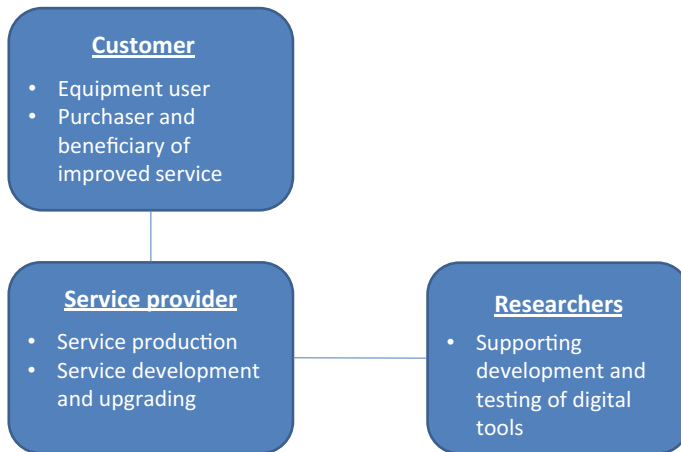 Customer
• Equipment user
• Purchaser and
beneficiary of
improved service
Service provider
• Service production
• Service development
and upgrading
Researchers
• Supporting
development and
testing of digital
tools